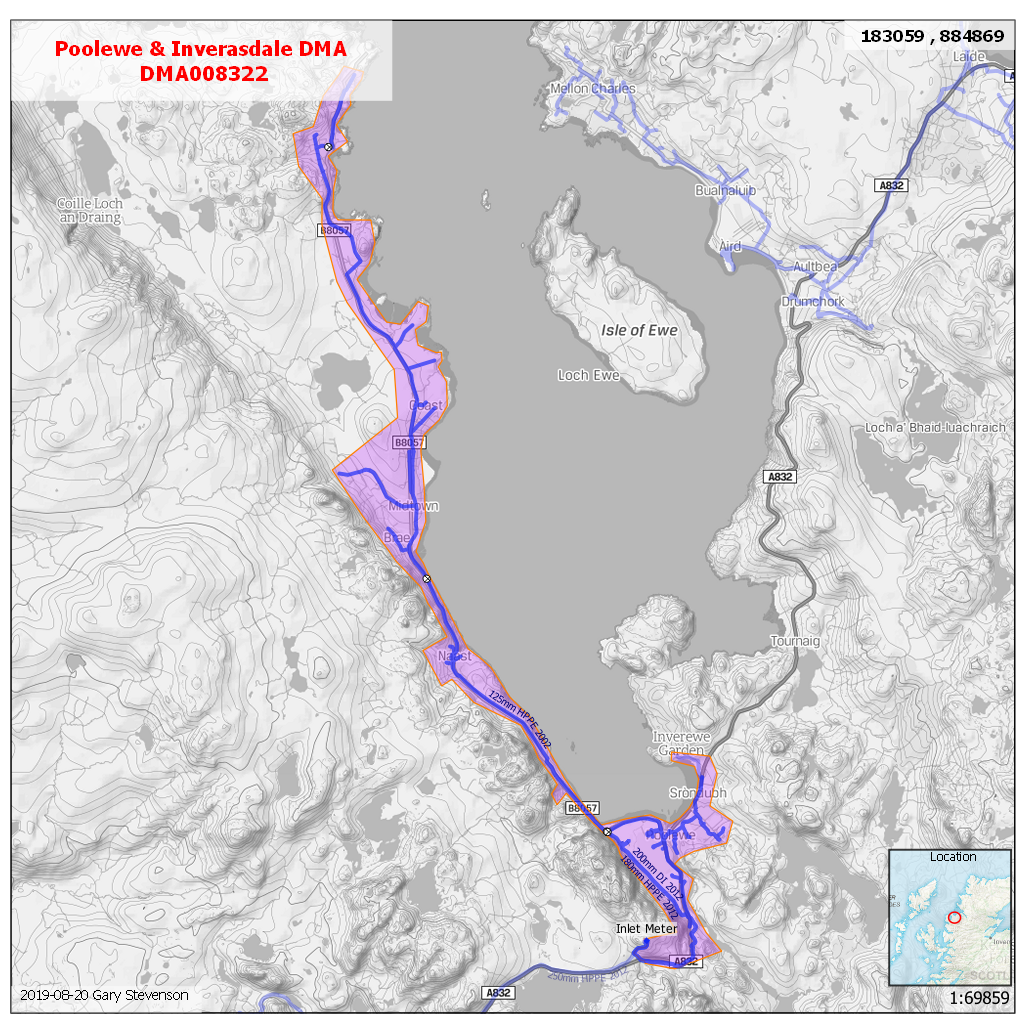 Poolewe & Inverasdale DMA
DMA008322
183059 , 884869
Laide
Mellon Charles
A832
Bualnaluib
Coille Loch
an Draing
B8057
Aird
Aultbea
Drumchork
Isle of Ewe
Loch Ewe
Coast
Loch a' Bhaid-luachraich
B8057
A832
Midtown
Brae
Tournaig
Naast
125mm HPPE 2002
Inverewe
Garden
Sròndubh
B8057
Poolewe
200mm DI 2012
180mm HPPE 2012
Inlet Meter
A832
250mm HPPE 2012
A832
Location
2019-08-20 Gary Stevenson
1:69859